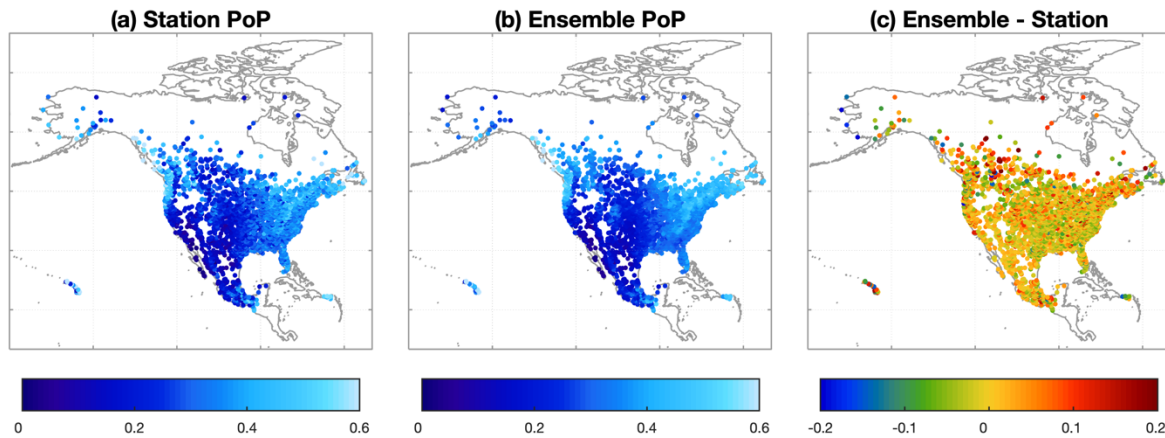 (a) Station PoP
(b) Ensemble PoP
(c) Ensemble - Station
0 0.2 0.4 0.6
0 0.2 0.4 0.6
-0.2 -0.1 0 0.1 0.2